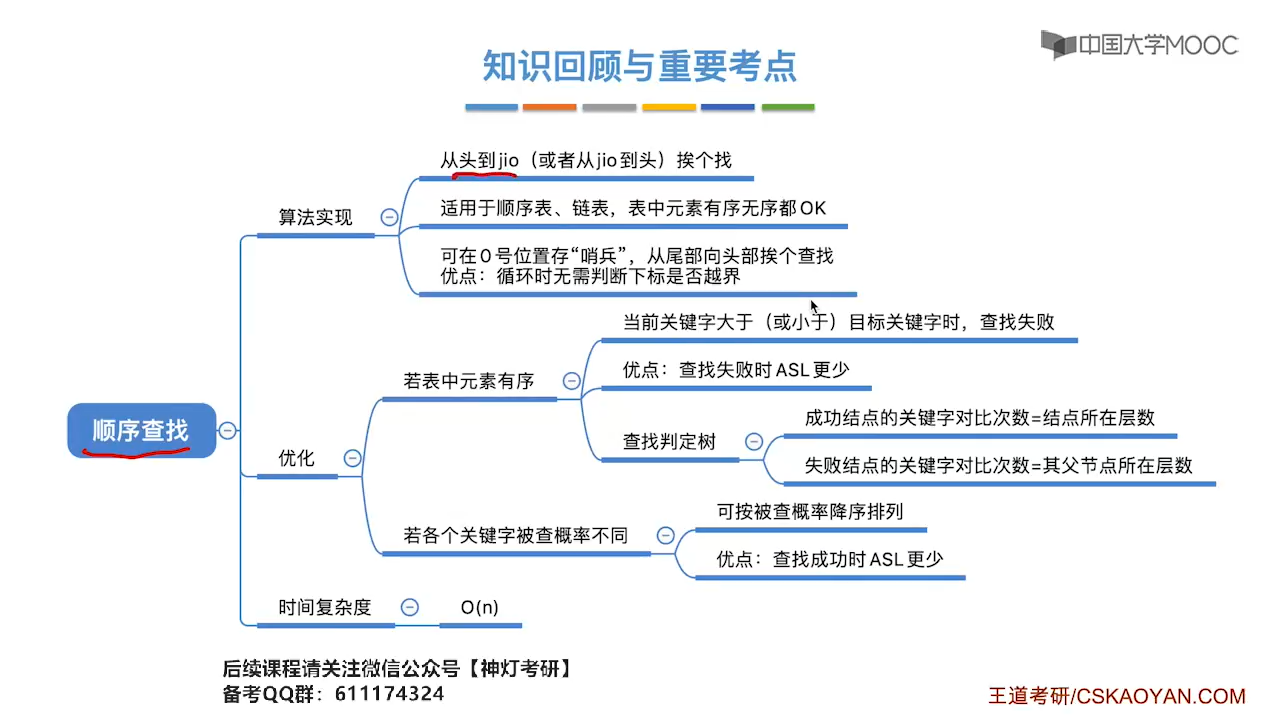 中国大学MOOC
知识回顾与重要考点
从头到jio（或者从jio到头）挨个找
算法实现
适用于顺序表、链表，表中元素有序无序都OK
可在0号位置存“哨兵”，从尾部向头部挨个查找
优点：循环时无需判断下标是否越界
当前关键字大于（或小于）目标关键字时，查找失败
若表中元素有序
优点：查找失败时ASL更少
成功结点的关键字对比次数=结点所在层数
查找判定树
失败结点的关键字对比次数=其父节点所在层数
顺序查找
优化
可按被查概率降序排列
若各个关键字被查概率不同
优点：查找成功时ASL更少
时间复杂度
O(n)
后续课程请关注微信公众号【神灯考研】
备考QQ群：611174324
王道考研/CSKAOYAN.COM